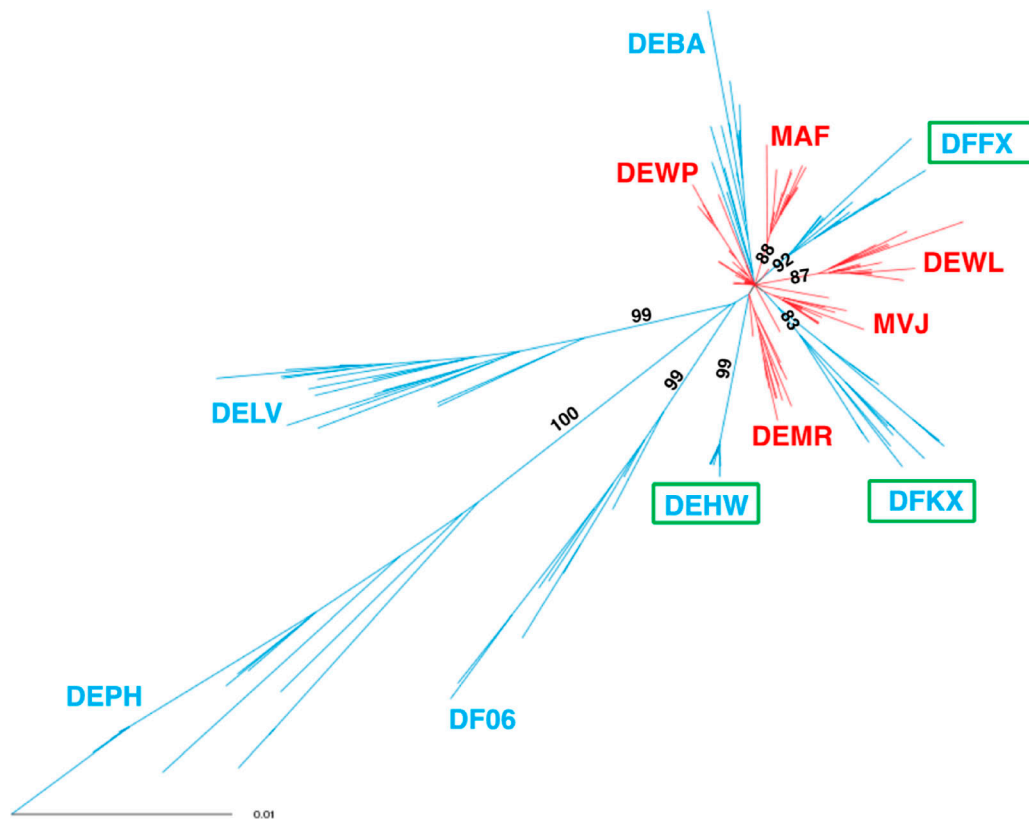 DEBA
MAF
DFFX
DEWP
88
92
DEWL
87
99
83
MVJ
99
99
DELV
100
DEMR
DEHW
DFKX
DEPH
DF06
0.01